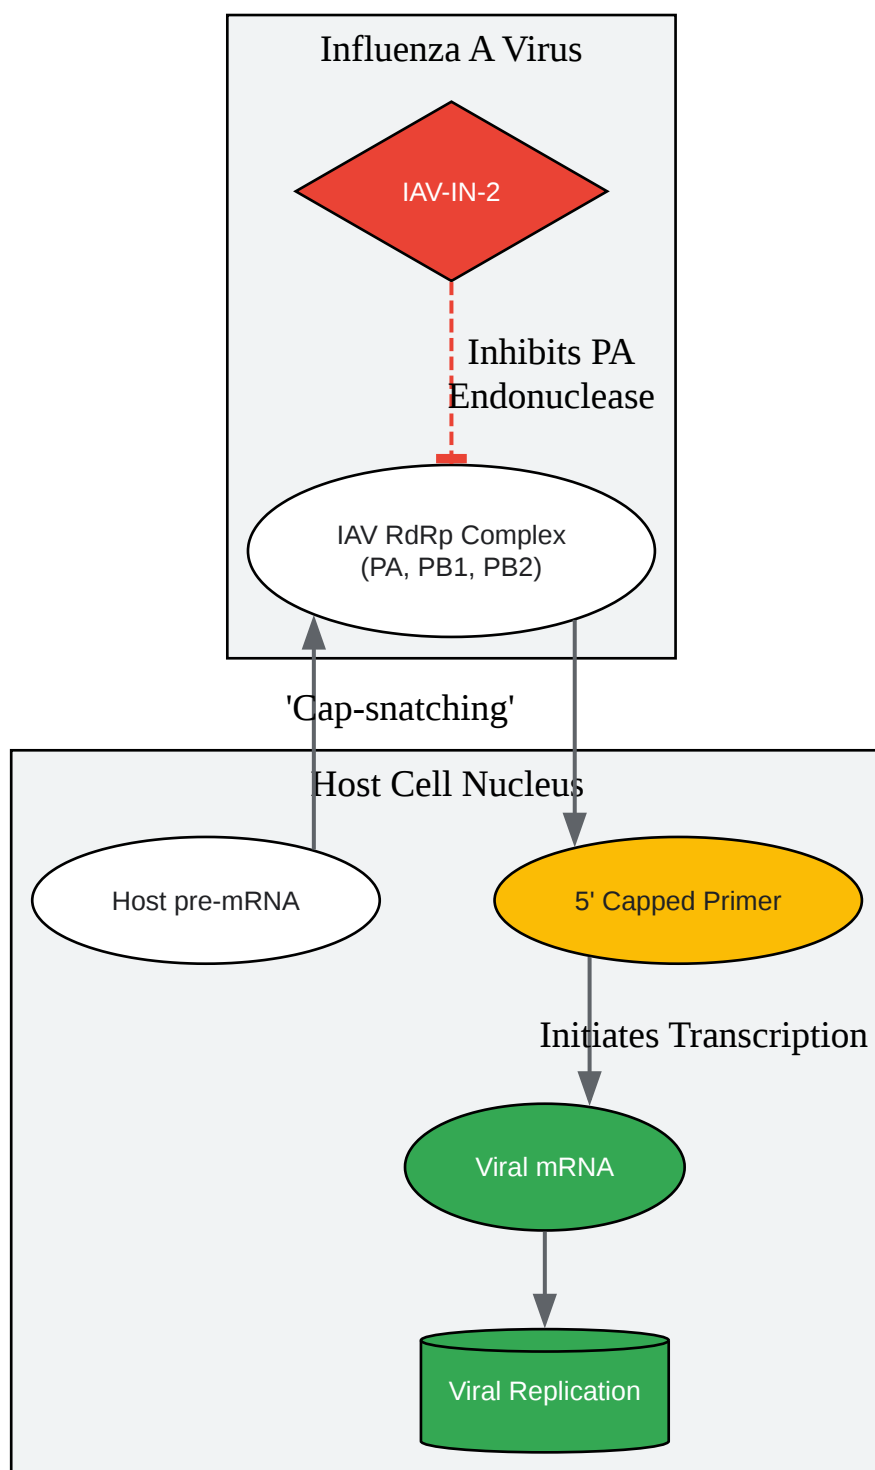 Influenza A Virus
IAV-IN-2
Inhibits PA
Endonuclease
IAV RdRp Complex
(PA, PB1, PB2)
'Cap-snatching'
Host Cell Nucleus
Host pre-mRNA
5' Capped Primer
Initiates Transcription
Viral mRNA
Viral Replication